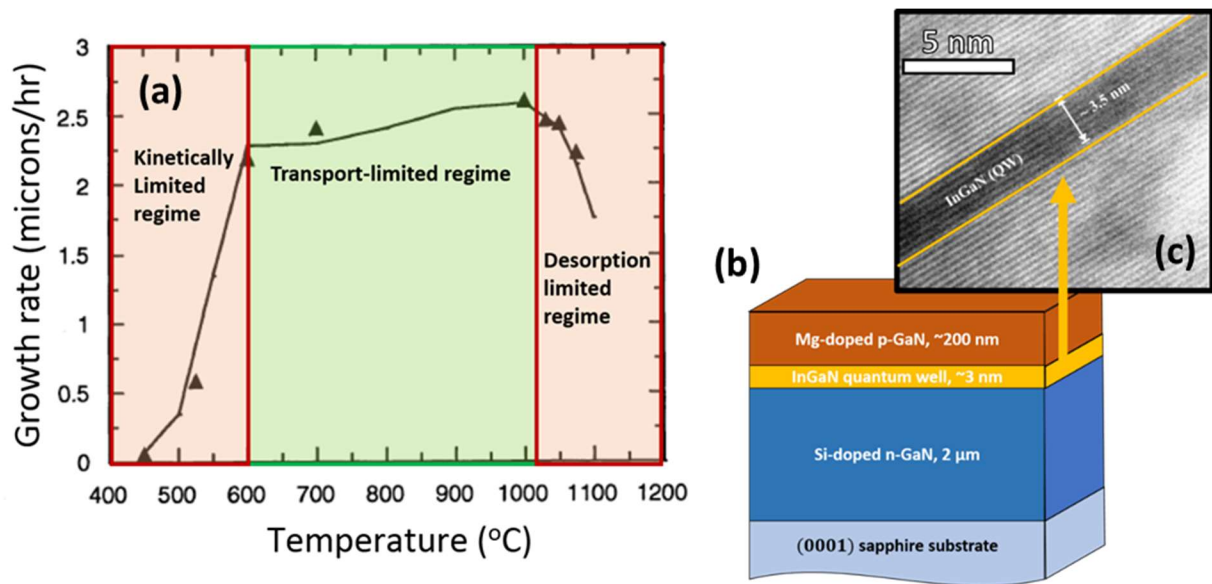 (a)
Growth rate (microns/hr)
3
2.5
2
1.5
1
0.5
0
Kinetically
Limited
regime
Transport-limited regime
Desorption
limited
regime
400 500 600 700 800 900 1000 1100 1200
Temperature (°C)
(b)
Mg-doped p-GaN, ~200 nm
InGaN quantum well, ~3 nm
Si-doped n-GaN, 2 μm
(0001) sapphire substrate
5 nm
~ 3.5 nm
InGaN (QW)
(c)